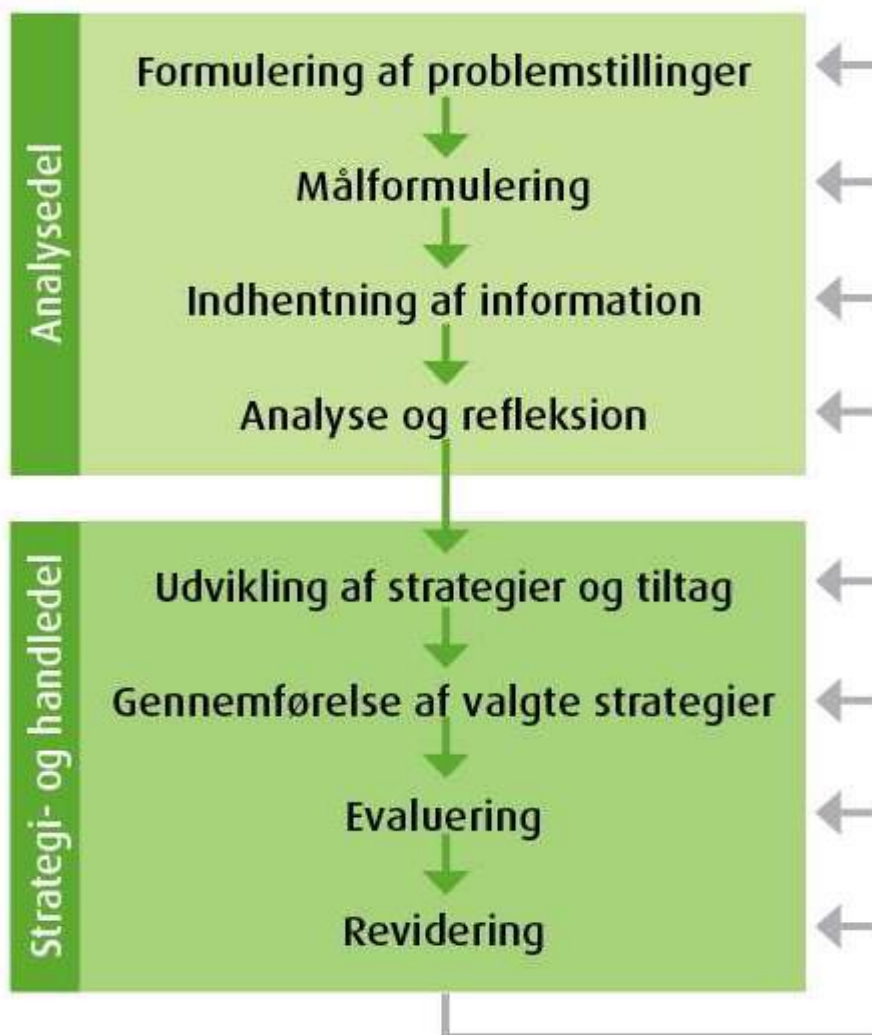 Analysedel
Formulering af problemstillinger
Målformulering
Indhentning af information
Analyse og refleksion
Strategi- og handledel
Udvikling af strategier og tiltag
Gennemførelse af valgte strategier
Evaluering
Revidering